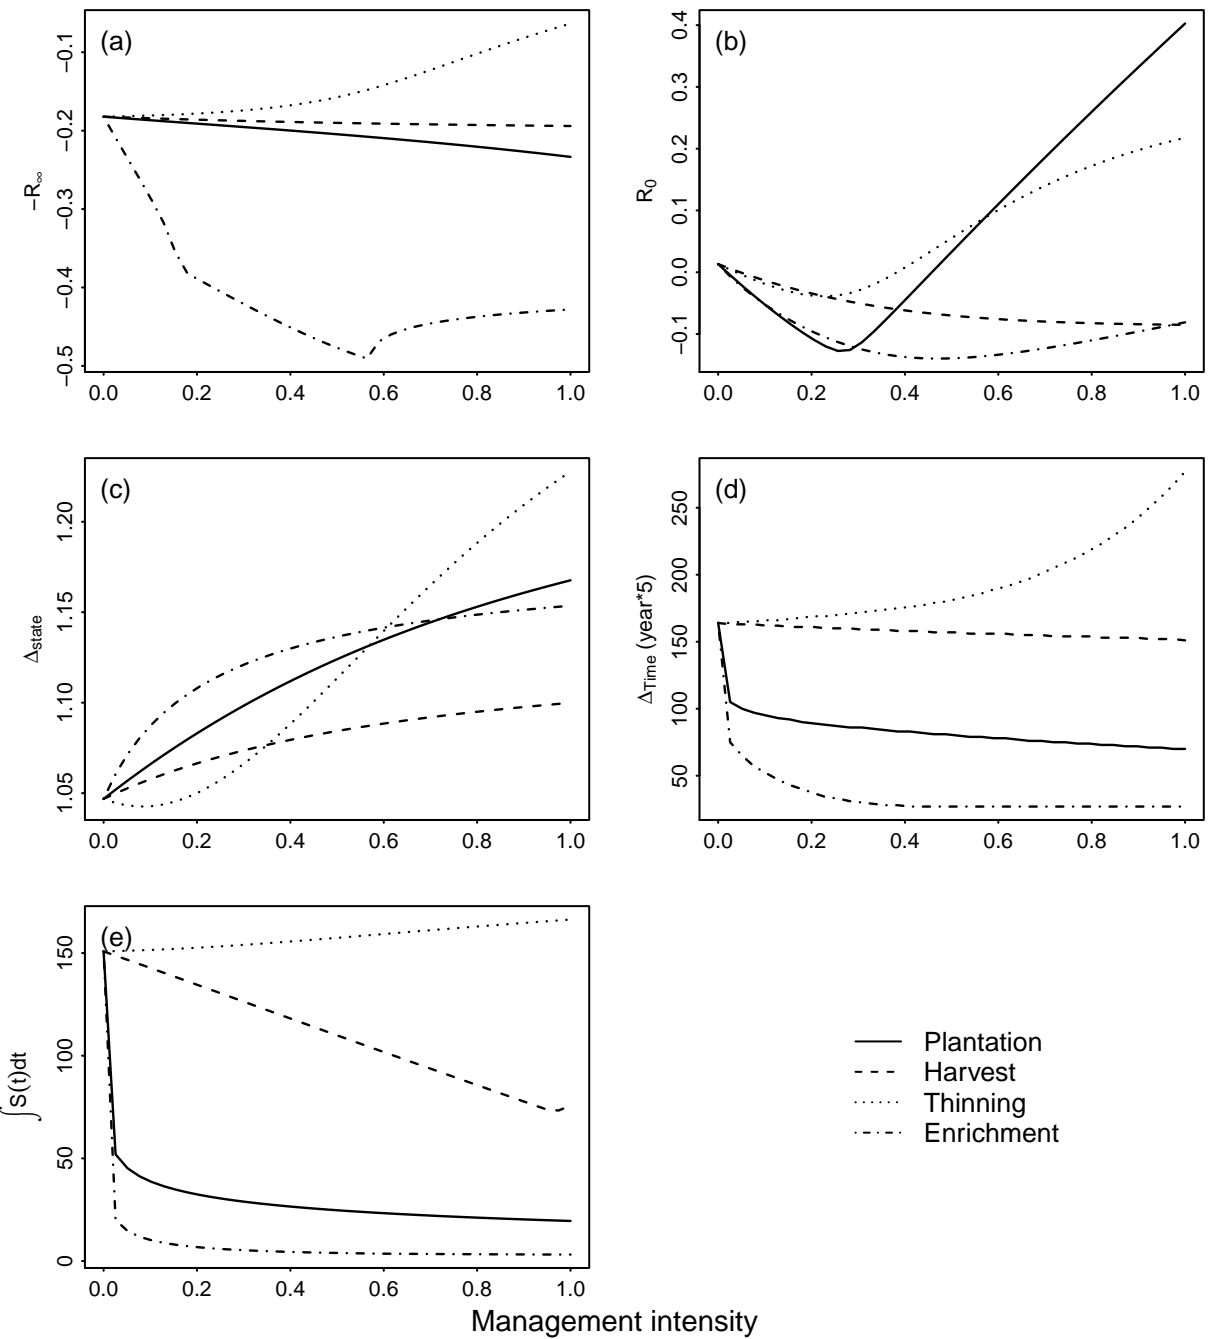 (a)
−0.1
−0.2
−0.3
−0.4
−0.5
−R∞
0.0 0.2 0.4 0.6 0.8 1.0
(b)
0.4
0.3
0.2
0.1
0.0
−0.1
R0
0.0 0.2 0.4 0.6 0.8 1.0
(c)
1.20
1.15
1.10
1.05
Δstate
0.0 0.2 0.4 0.6 0.8 1.0
(d)
250
200
150
100
50
ΔTime (year*5)
0.0 0.2 0.4 0.6 0.8 1.0
(e)
150
100
50
0
∫S(t)dt
0.0 0.2 0.4 0.6 0.8 1.0
Plantation
Harvest
Thinning
Enrichment
Management intensity